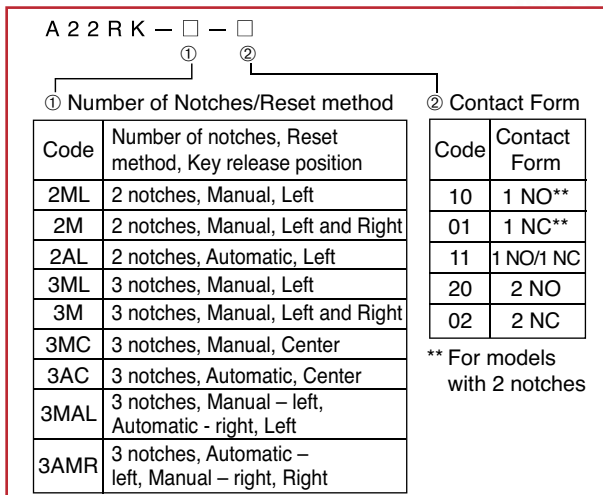 A22RK – □ – □
① ②
① Number of Notches/Reset method
Code Number of notches, Reset
method, Key release position
2ML 2 notches, Manual, Left
2M 2 notches, Manual, Left and Right
2AL 2 notches, Automatic, Left
3ML 3 notches, Manual, Left
3M 3 notches, Manual, Left and Right
3MC 3 notches, Manual, Center
3AC 3 notches, Automatic, Center
3MAL 3 notches, Manual – left,
Automatic - right, Left
3AMR 3 notches, Automatic –
left, Manual – right, Right
② Contact Form
Code Contact
Form
10 1 NO**
01 1 NC**
11 1 NO/1 NC
20 2 NO
02 2 NC
** For models
with 2 notches